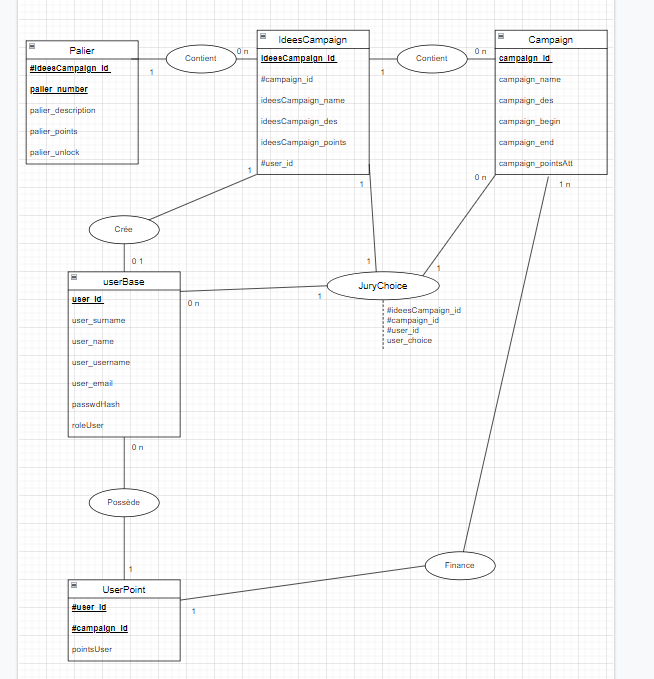 Palier
#IdeesCampaign_id
palier_number
palier_description
palier_points
palier_unlock
1
Contient
0 n
IdeesCampaign
IdeesCampaign_id
#campaign_id
ideesCampaign_name
ideesCampaign_des
ideesCampaign_points
#user_id
1
Contient
0 n
Campaign
campaign_id
campaign_name
campaign_des
campaign_begin
campaign_end
campaign_pointsAtt
1
1
0 n
1 n
Crée
0 1
1
1
userBase
user_id
user_surname
user_name
user_username
user_email
passwdHash
roleUser
0 n
1
JuryChoice
#ideesCampaign_id
#campaign_id
#user_id
user_choice
0 n
Possède
1
Finance
UserPoint
#user_id
#campaign_id
pointsUser
1